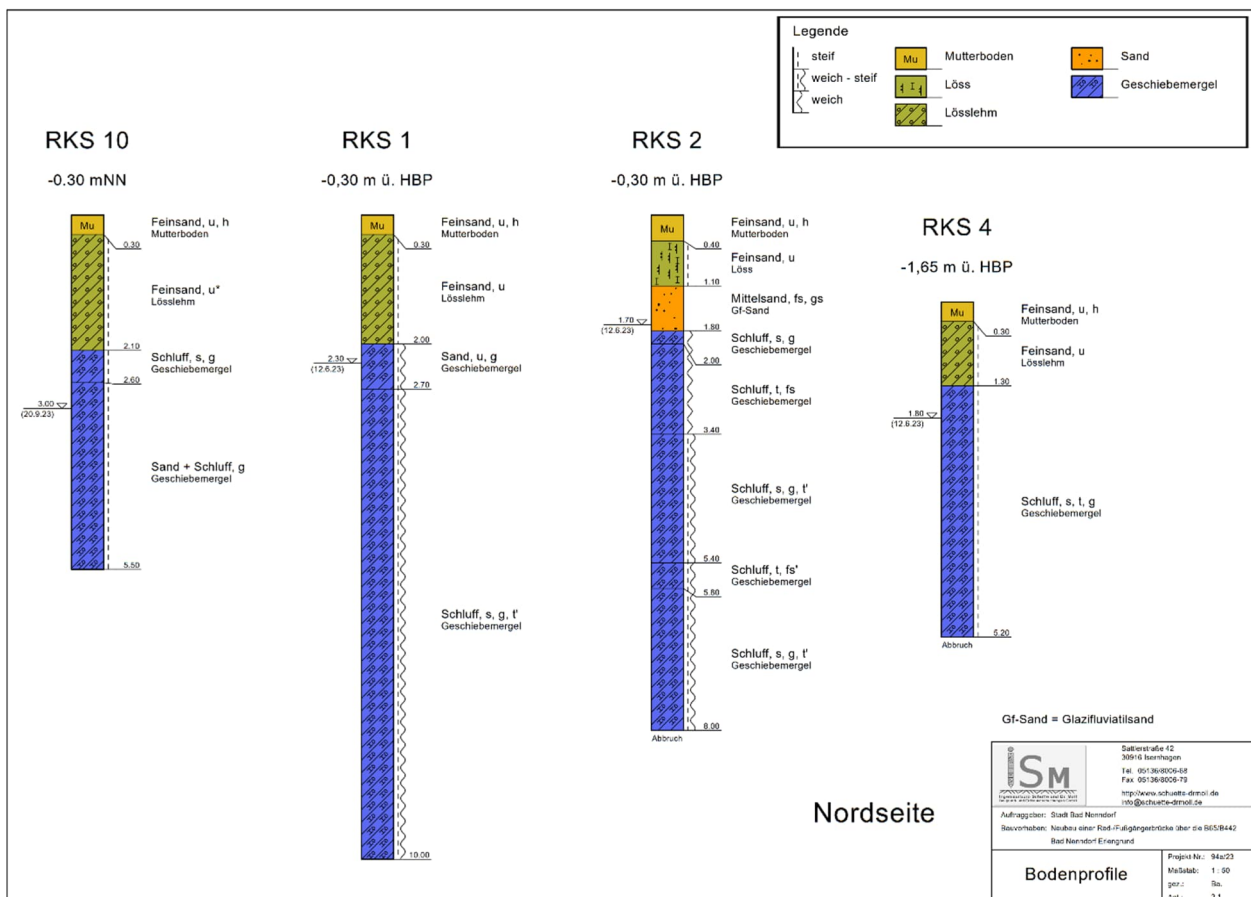 Legende
steif
weich - steif
weich
Mu
Mutterboden
Löss
Lösslehm
Sand
Geschiebemergel
RKS 10
-0.30 mNN
Mu
Feinsand, u, h
Mutterboden
0.30
Feinsand, u*
Lösslehm
2.10
Schluff, s, g
Geschiebemergel
2.60
3.00
(20.9.23)
Sand + Schluff, g
Geschiebemergel
5.50
RKS 1
-0,30 m ü. HBP
Mu
Feinsand, u, h
Mutterboden
0.30
Feinsand, u
Lösslehm
2.00
2.30
(12.6.23)
Sand, u, g
Geschiebemergel
2.70
Schluff, s, g, t'
Geschiebemergel
10.00
RKS 2
-0,30 m ü. HBP
Mu
Feinsand, u, h
Mutterboden
0.40
Feinsand, u
Löss
1.10
Mittelsand, fs, gs
Gf-Sand
1.70
(12.6.23)
1.80
Schluff, s, g
Geschiebemergel
2.00
Schluff, t, fs
Geschiebemergel
3.40
Schluff, s, g, t'
Geschiebemergel
5.40
Schluff, t, fs'
Geschiebemergel
5.80
Schluff, s, g, t'
Geschiebemergel
8.00
Abbruch
RKS 4
-1,65 m ü. HBP
Mu
Feinsand, u, h
Mutterboden
0.30
Feinsand, u
Lösslehm
1.30
1.80
(12.6.23)
Schluff, s, t, g
Geschiebemergel
5.20
Abbruch
Gf-Sand = Glazifluviatilsand
Nordseite
ISM
Sattlerstraße 42
30916 Isernhagen
Tel. 05136/8006-68
Fax 05136/8006-79
http://www.schuette-drmoll.de
info@schuette-drmoll.de
Auftraggeber: Stadt Bad Nenndorf
Bauvorhaben: Neubau einer Rad-/Fußgängerbrücke über die B65/B442
Bad Nenndorf Erlengrund
Bodenprofile
Projekt-Nr.: 94a/23
Maßstab: 1 : 50
gez.: Ba.